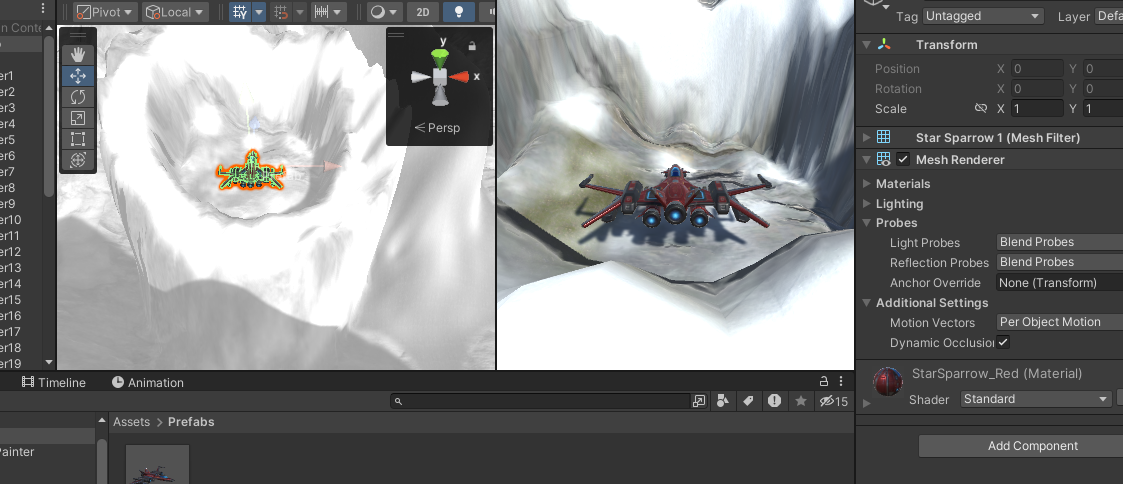 Pivot
Local
2D
n Conte
er1
er2
er3
er4
er5
er6
er7
er8
er9
er10
er11
er12
er13
er14
er15
er16
er17
er18
er19
y
x
Persp
Tag Untagged Layer Defa
Transform
Position X 0 Y 0
Rotation X 0 Y 0
Scale X 1 Y 1
Star Sparrow 1 (Mesh Filter)
Mesh Renderer
Materials
Lighting
Probes
Light Probes Blend Probes
Reflection Probes Blend Probes
Anchor Override None (Transform)
Additional Settings
Motion Vectors Per Object Motion
Dynamic Occlusion
StarSparrow_Red (Material)
Shader Standard
Add Component
Timeline Animation
15
Assets > Prefabs
Painter